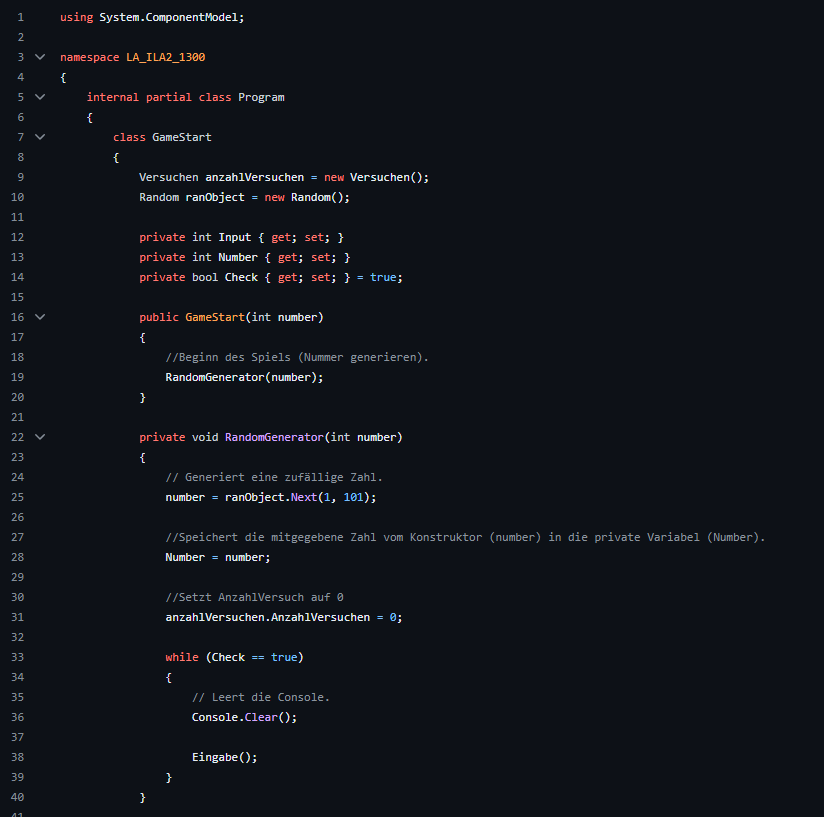 1 using System.ComponentModel;
2
3 namespace LA_ILA2_1300
4 {
5 internal partial class Program
6 {
7 class GameStart
8 {
9 Versuchen anzahlVersuchen = new Versuchen();
10 Random ranObject = new Random();
11
12 private int Input { get; set; }
13 private int Number { get; set; }
14 private bool Check { get; set; } = true;
15
16 public GameStart(int number)
17 {
18 //Beginn des Spiels (Nummer generieren).
19 RandomGenerator(number);
20 }
21
22 private void RandomGenerator(int number)
23 {
24 // Generiert eine zufällige Zahl.
25 number = ranObject.Next(1, 101);
26
27 //Speichert die mitgegebene Zahl vom Konstruktor (number) in die private Variabel (Number).
28 Number = number;
29
30 //Setzt AnzahlVersuch auf 0
31 anzahlVersuchen.AnzahlVersuchen = 0;
32
33 while (Check == true)
34 {
35 // Leert die Console.
36 Console.Clear();
37
38 Eingabe();
39 }
40 }